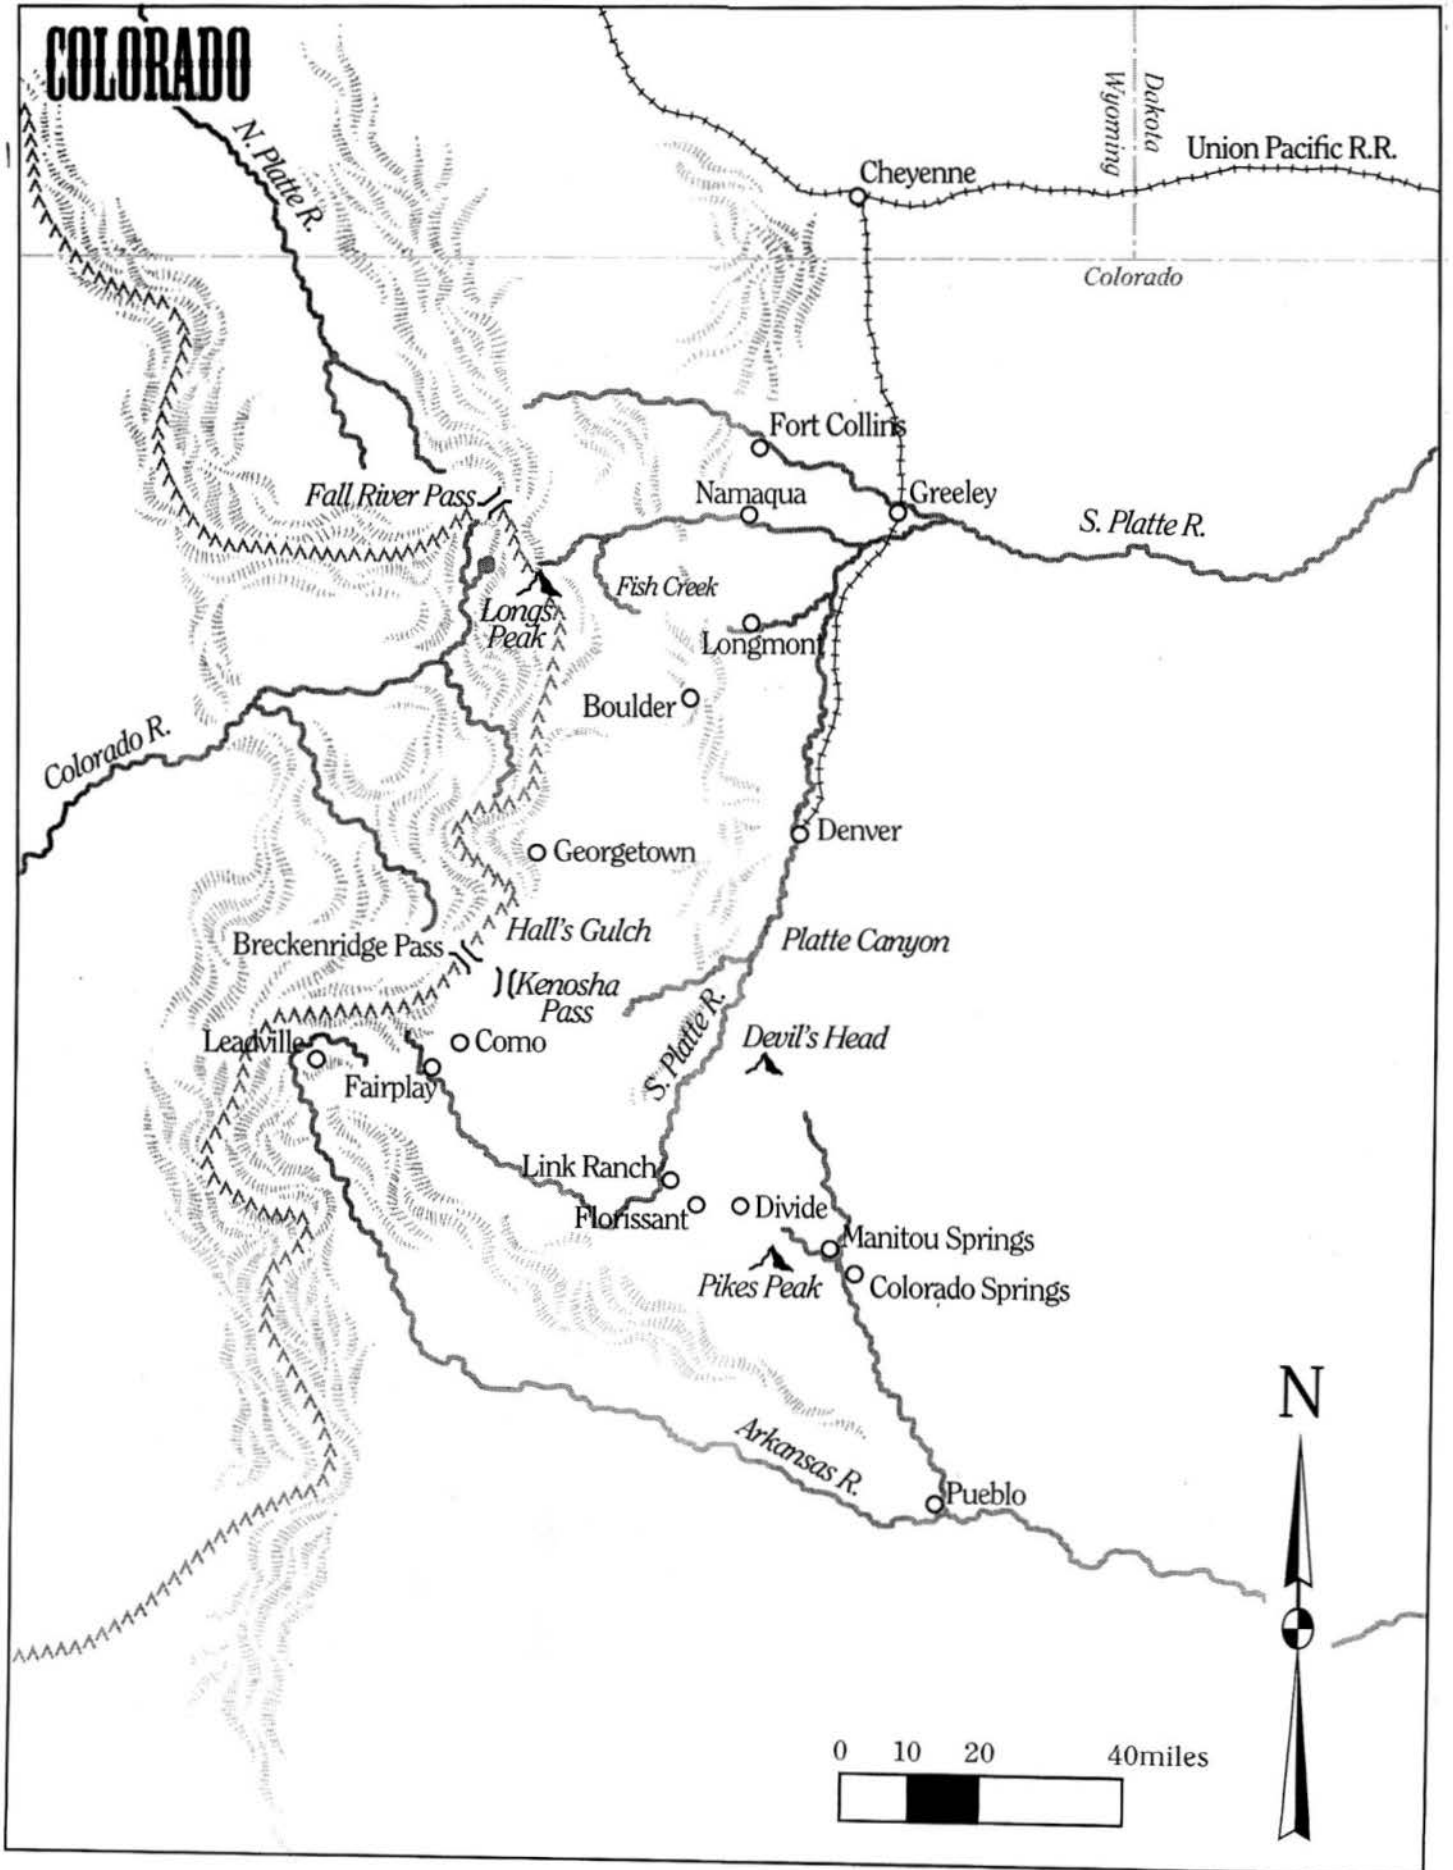 COLORADO
N. Platte R.
Wyoming
Dakota
Union Pacific R.R.
Cheyenne
Colorado
Fort Collins
Fall River Pass
Namaqua
Greeley
S. Platte R.
Fish Creek
Longs
Peak
Longmont
Boulder
Colorado R.
Denver
Georgetown
Hall's Gulch
Platte Canyon
Breckenridge Pass
Kenosha
Pass
S. Platte R.
Leadville
Como
Devil's Head
Fairplay
Link Ranch
Florissant
Divide
Manitou Springs
Pikes Peak
Colorado Springs
N
Arkansas R.
Pueblo
0 10 20 40miles